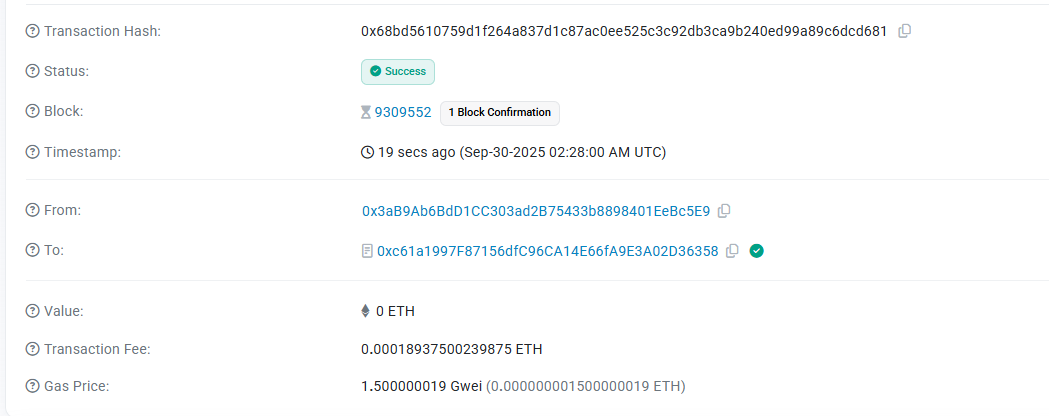 Transaction Hash: 0x68bd5610759d1f264a837d1c87ac0ee525c3c92db3ca9b240ed99a89c6dcd681
Status: Success
Block: 9309552 1 Block Confirmation
Timestamp: 19 secs ago (Sep-30-2025 02:28:00 AM UTC)
From: 0x3aB9Ab6BdD1CC303ad2B75433b8898401EeBc5E9
To: 0xc61a1997F87156dfC96CA14E66fA9E3A02D36358
Value: 0 ETH
Transaction Fee: 0.00018937500239875 ETH
Gas Price: 1.500000019 Gwei (0.000000001500000019 ETH)